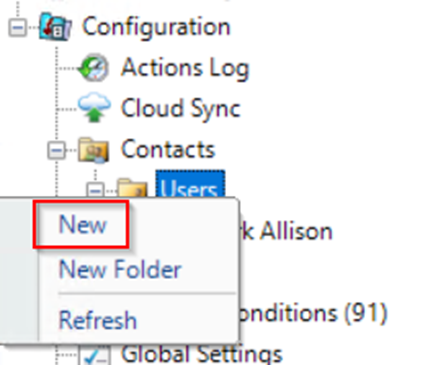 Configuration
Actions Log
Cloud Sync
Contacts
Users
New
k Allison
New Folder
onditions (91)
Refresh
Global Settings